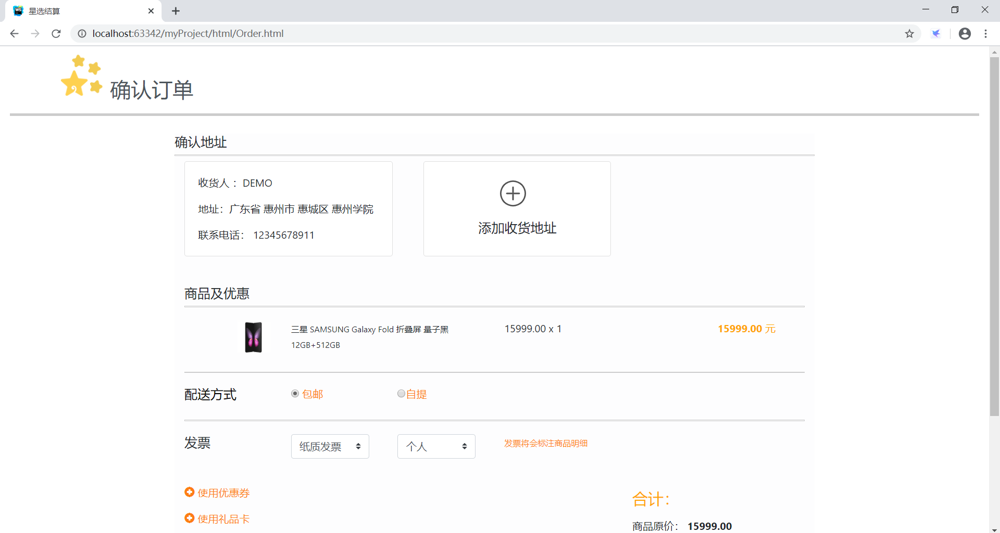 星选结算
localhost:63342/myProject/html/Order.html
确认订单
确认地址
收货人： DEMO
地址：广东省 惠州市 惠城区 惠州学院
联系电话： 12345678911
添加收货地址
商品及优惠
三星 SAMSUNG Galaxy Fold 折叠屏 量子黑 15999.00 x 1 15999.00 元
12GB+512GB
配送方式 包邮 自提
发票 纸质发票 个人 发票将会标注商品明细
使用优惠券
合计：
使用礼品卡
商品原价： 15999.00